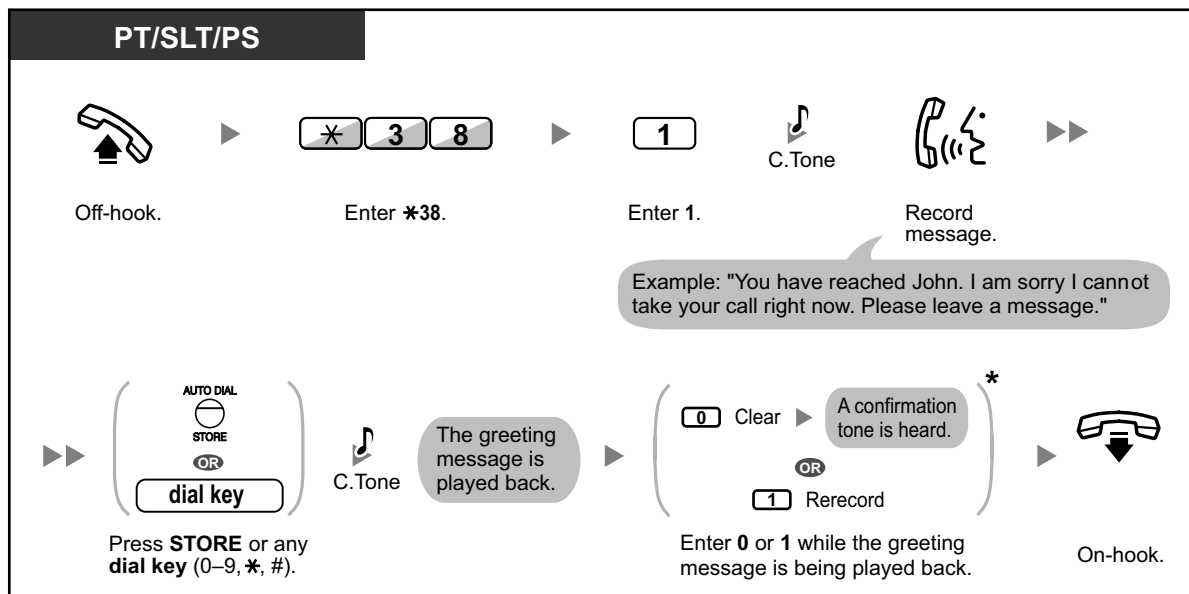 PT/SLT/PS
* 3 8
1
C.Tone
Off-hook.
Enter *38.
Enter 1.
Record
message.
Example: "You have reached John. I am sorry I cannot
take your call right now. Please leave a message."
AUTO DIAL
STORE
OR
dial key
C.Tone
The greeting
message is
played back.
*
0 Clear
A confirmation
tone is heard.
OR
1 Rerecord
Press STORE or any
dial key (0–9, *, #).
Enter 0 or 1 while the greeting
message is being played back.
On-hook.